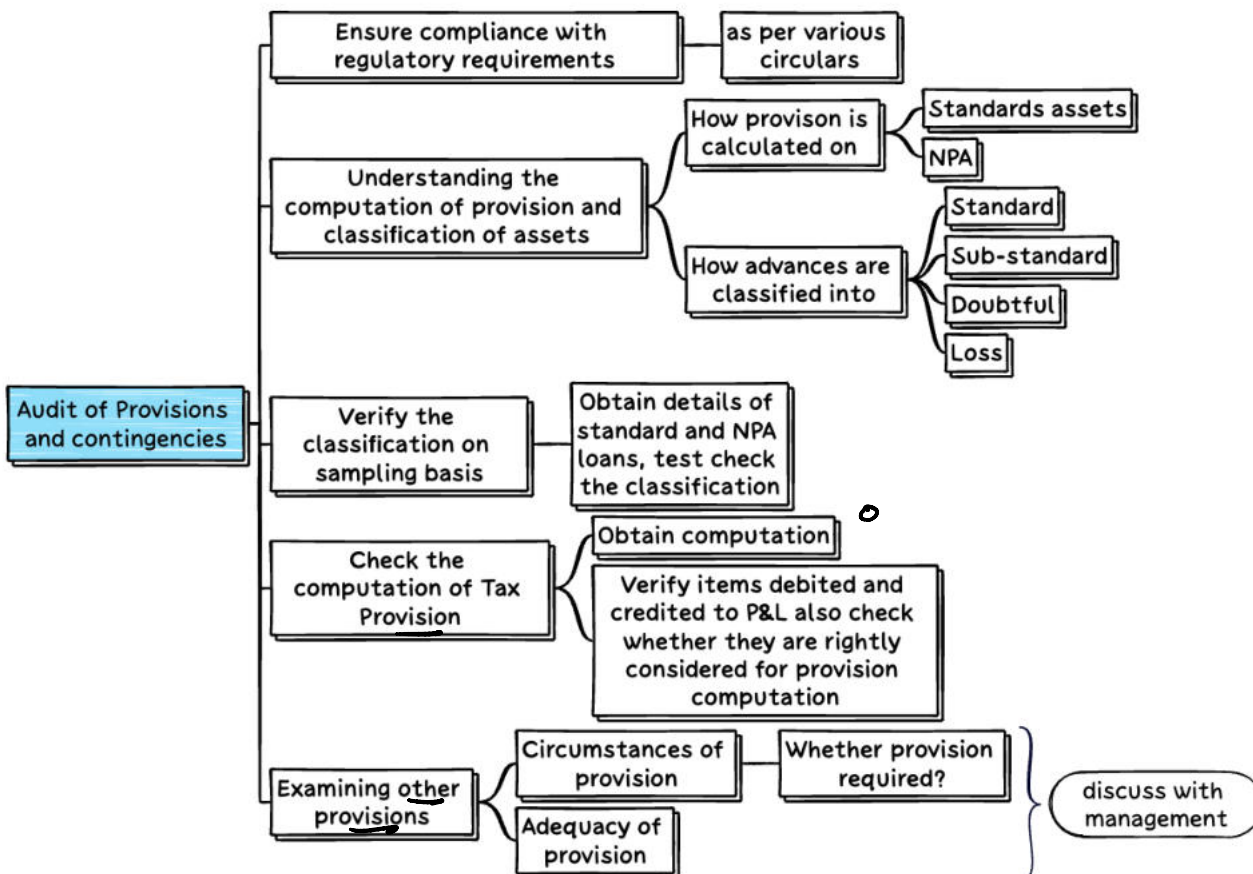 Ensure compliance with
regulatory requirements
as per various
circulars
Understanding the
computation of provision and
classification of assets
How provison is
calculated on
Standards assets
NPA
How advances are
classified into
Standard
Sub-standard
Doubtful
Loss
Audit of Provisions
and contingencies
Verify the
classification on
sampling basis
Obtain details of
standard and NPA
loans, test check
the classification
Check the
computation of Tax
Provision
Obtain computation
Verify items debited and
credited to P&L also check
whether they are rightly
considered for provision
computation
Examining other
provisions
Circumstances of
provision
Whether provision
required?
Adequacy of
provision
discuss with
management